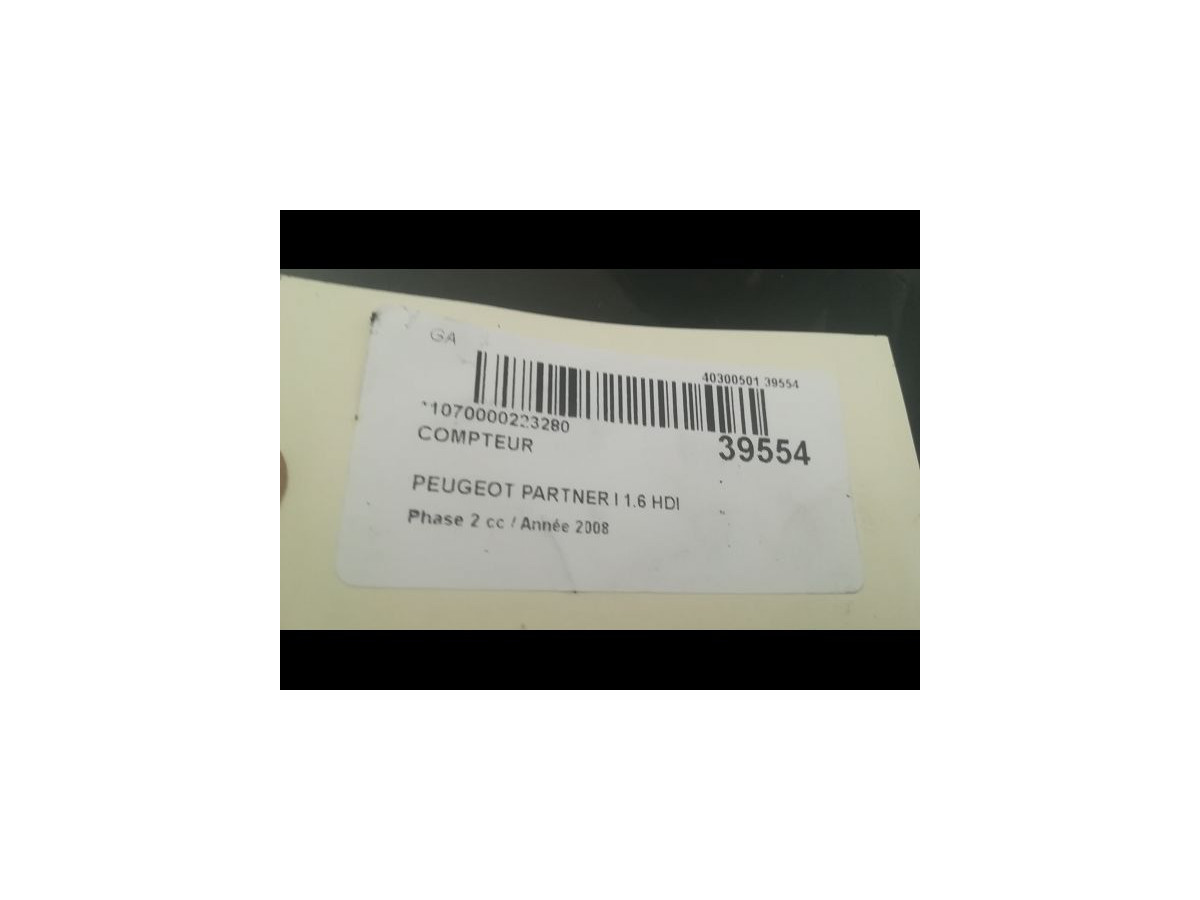 GA
40300501 39554
*1070000223280
39554
COMPTEUR
PEUGEOT PARTNER I 1.6 HDI
Phase 2 cc / Année 2008